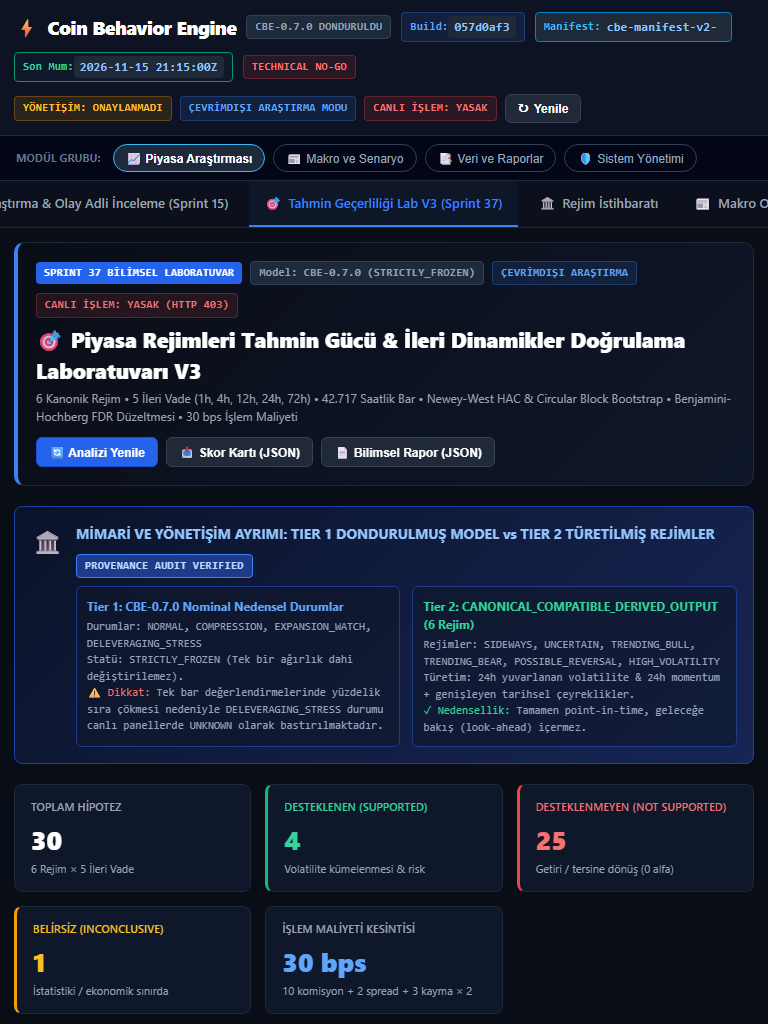 Coin Behavior Engine
CBE-0.7.0 DONDURULDU
Build: 057d0af3
Manifest: cbe-manifest-v2-
Son Mum: 2026-11-15 21:15:00Z
TECHNICAL NO-GO
YÖNETİŞİM: ONAYLANMADI
ÇEVRİMDIŞI ARAŞTIRMA MODU
CANLI İŞLEM: YASAK
↻ Yenile
MODÜL GRUBU:
Piyasa Araştırması
Makro ve Senaryo
Veri ve Raporlar
Sistem Yönetimi
ştırma & Olay Adli İnceleme (Sprint 15)
Tahmin Geçerliliği Lab V3 (Sprint 37)
Rejim İstihbaratı
Makro O
SPRINT 37 BİLİMSEL LABORATUVAR
Model: CBE-0.7.0 (STRICTLY_FROZEN)
ÇEVRİMDIŞI ARAŞTIRMA
CANLI İŞLEM: YASAK (HTTP 403)
Piyasa Rejimleri Tahmin Gücü & İleri Dinamikler Doğrulama
Laboratuvarı V3
6 Kanonik Rejim • 5 İleri Vade (1h, 4h, 12h, 24h, 72h) • 42.717 Saatlik Bar • Newey-West HAC & Circular Block Bootstrap • Benjamini-
Hochberg FDR Düzeltmesi • 30 bps İşlem Maliyeti
Analizi Yenile
Skor Kartı (JSON)
Bilimsel Rapor (JSON)
MİMARİ VE YÖNETİŞİM AYRIMI: TIER 1 DONDURULMUŞ MODEL vs TIER 2 TÜRETİLMİŞ REJİMLER
PROVENANCE AUDIT VERIFIED
Tier 1: CBE-0.7.0 Nominal Nedensel Durumlar
Durumlar: NORMAL, COMPRESSION, EXPANSION_WATCH,
DELEVERAGING_STRESS
Statü: STRICTLY_FROZEN (Tek bir ağırlık dahi
değiştirilemez).
⚠ Dikkat: Tek bar değerlendirmelerinde yüzdelik
sıra çökmesi nedeniyle DELEVERAGING_STRESS durumu
canlı panellerde UNKNOWN olarak bastırılmaktadır.
Tier 2: CANONICAL_COMPATIBLE_DERIVED_OUTPUT
(6 Rejim)
Rejimler: SIDEWAYS, UNCERTAIN, TRENDING_BULL,
TRENDING_BEAR, POSSIBLE_REVERSAL, HIGH_VOLATILITY
Türetim: 24h yuvarlanan volatilite & 24h momentum
+ genişleyen tarihsel çeyreklikler.
✓ Nedensellik: Tamamen point-in-time, geleceğe
bakış (look-ahead) içermez.
TOPLAM HİPOTEZ
30
6 Rejim × 5 İleri Vade
DESTEKLENEN (SUPPORTED)
4
Volatilite kümelenmesi & risk
DESTEKLENMEYEN (NOT SUPPORTED)
25
Getiri / tersine dönüş (0 alfa)
BELİRSİZ (INCONCLUSIVE)
1
İstatistiki / ekonomik sınırda
İŞLEM MALİYETİ KESİNTİSİ
30 bps
10 komisyon + 2 spread + 3 kayma × 2